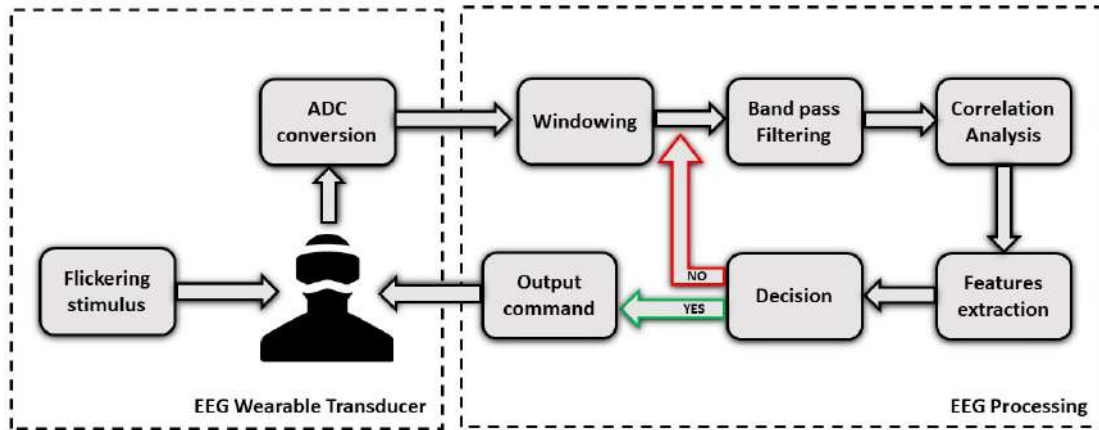 ADC
conversion
Windowing
Band pass
Filtering
Correlation
Analysis
Flickering
stimulus
Output
command
NO
YES
Decision
Features
extraction
EEG Wearable Transducer
EEG Processing